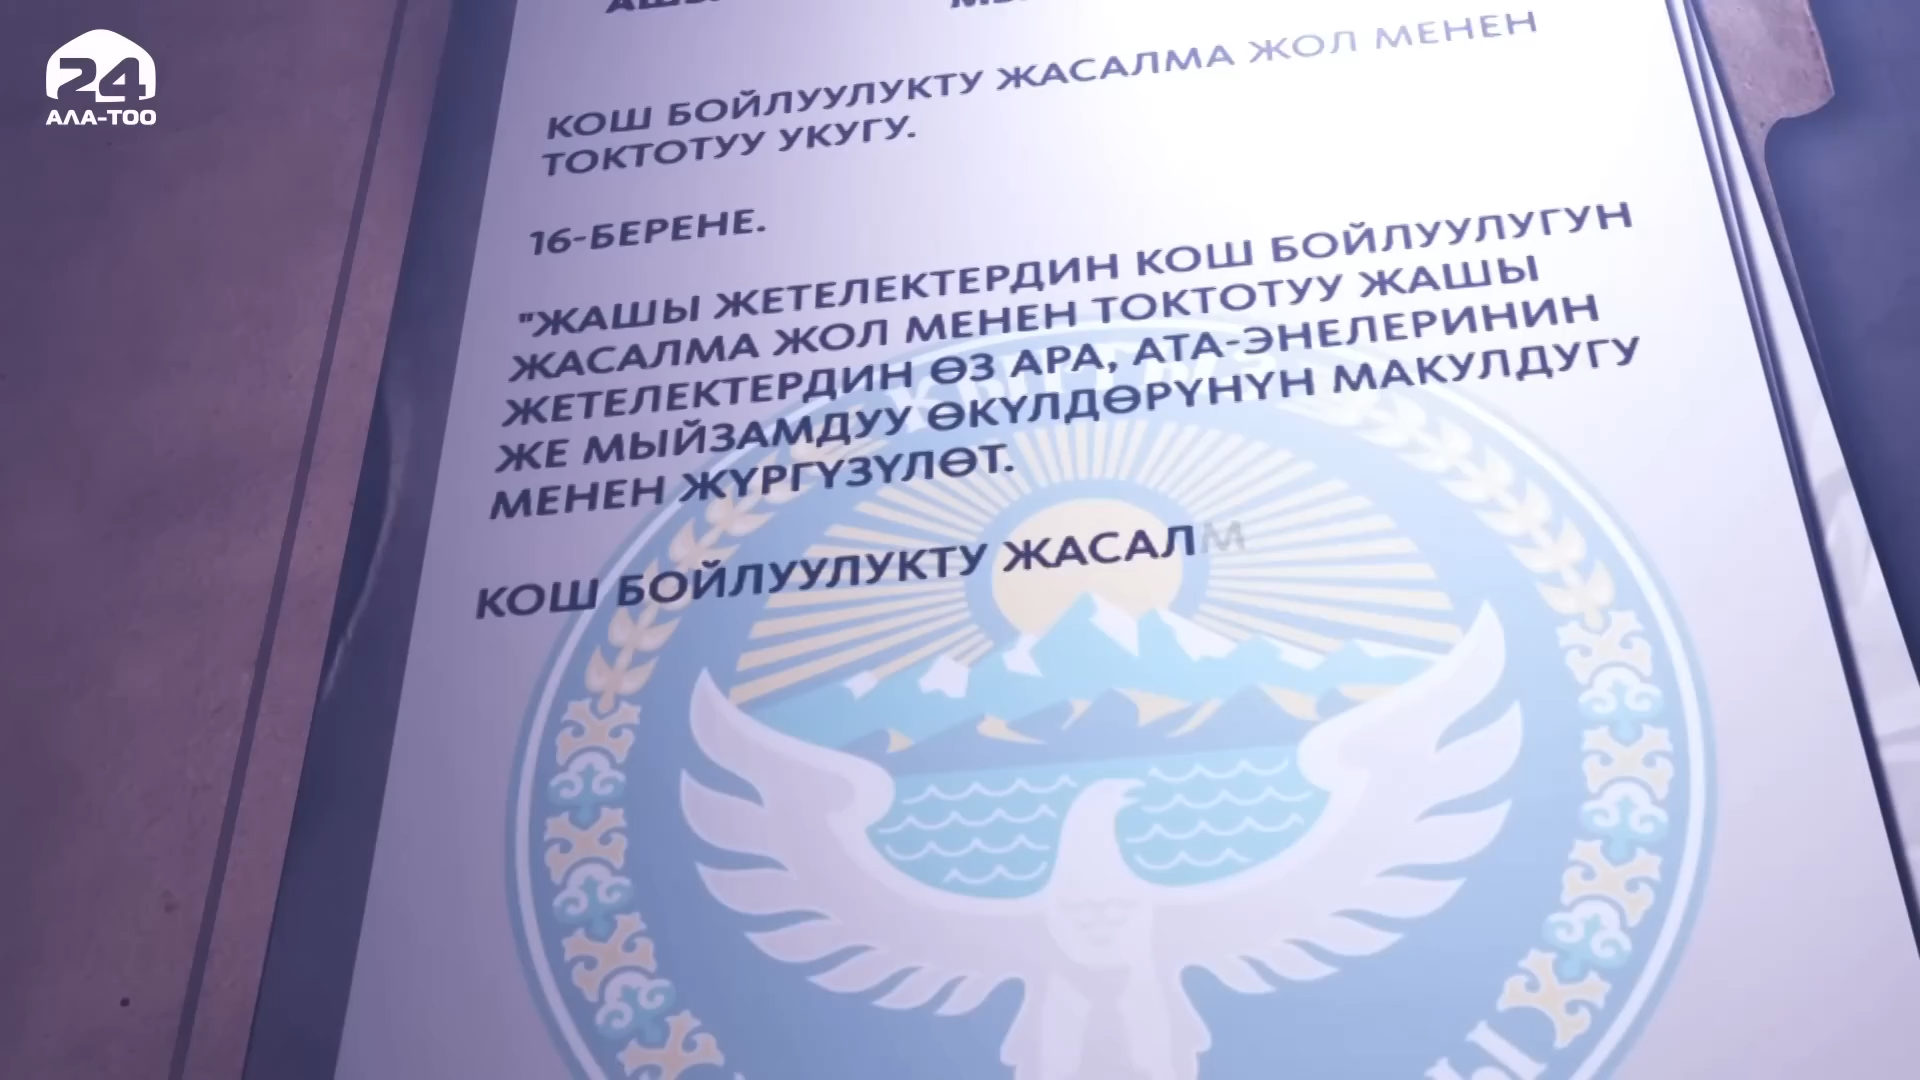 24
АЛА-ТОО
КОШ БОЙЛУУЛУКТУ ЖАСАЛМА ЖОЛ МЕНЕН
ТОКТОТУУ УКУГУ.
16-БЕРЕНЕ.
"ЖАШЫ ЖЕТЕЛЕКТЕРДИН КОШ БОЙЛУУЛУГУН
ЖАСАЛМА ЖОЛ МЕНЕН ТОКТОТУУ ЖАШЫ
ЖЕТЕЛЕКТЕРДИН ӨЗ АРА, АТА-ЭНЕЛЕРИНИН
ЖЕ МЫЙЗАМДУУ ӨКҮЛДӨРҮНҮН МАКУЛДУГУ
МЕНЕН ЖҮРГҮЗҮЛӨТ.
КОШ БОЙЛУУЛУКТУ ЖАСАЛМ